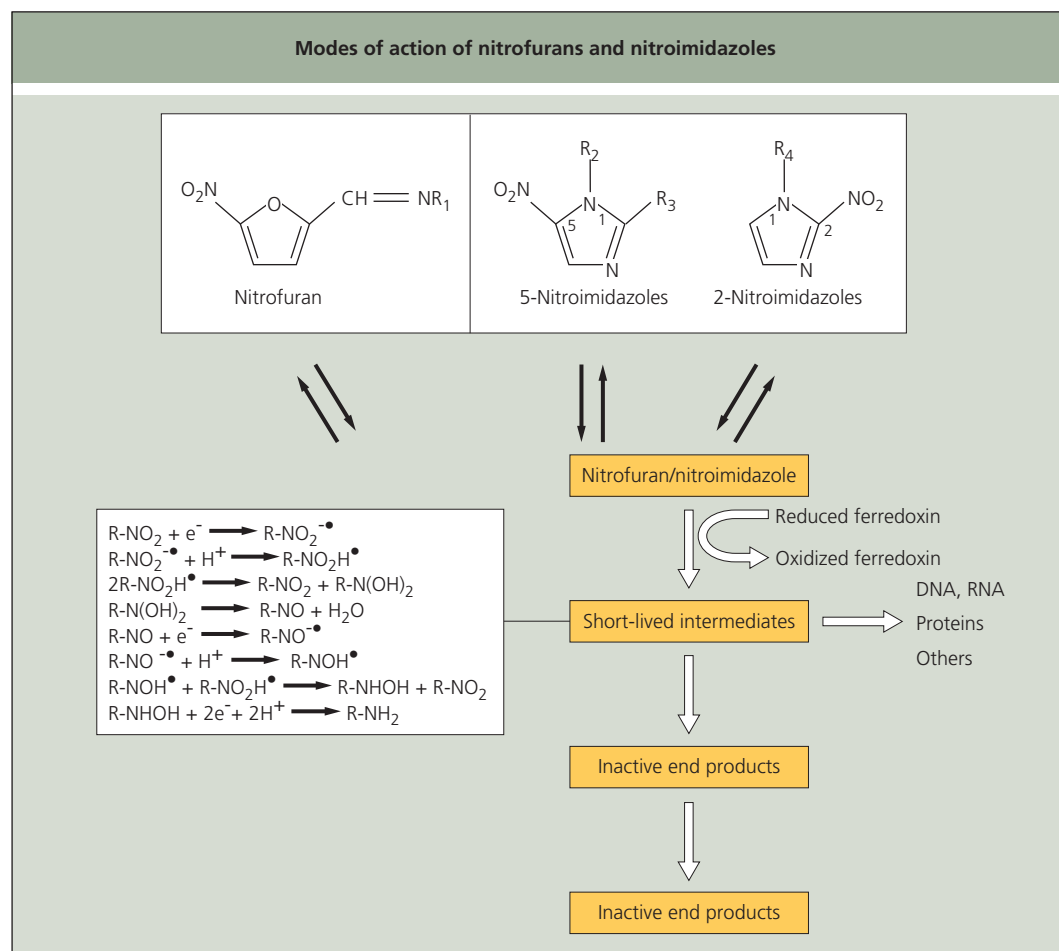 Modes of action of nitrofurans and nitroimidazoles
O₂N
O
CH
NR₁
Nitrofuran
R₂
O₂N
N
R₃
5
1
N
5-Nitroimidazoles
R₄
N
NO₂
1
2
N
2-Nitroimidazoles
Nitrofuran/nitroimidazole
Reduced ferredoxin
Oxidized ferredoxin
R-NO₂ + e⁻ → R-NO₂⁻•
R-NO₂⁻• + H⁺ → R-NO₂H•
2R-NO₂H• → R-NO₂ + R-N(OH)₂
R-N(OH)₂ → R-NO + H₂O
R-NO + e⁻ → R-NO⁻•
R-NO ⁻• + H⁺ → R-NOH•
R-NOH• + R-NO₂H• → R-NHOH + R-NO₂
R-NHOH + 2e⁻+ 2H⁺ → R-NH₂
Short-lived intermediates
DNA, RNA
Proteins
Others
Inactive end products
Inactive end products